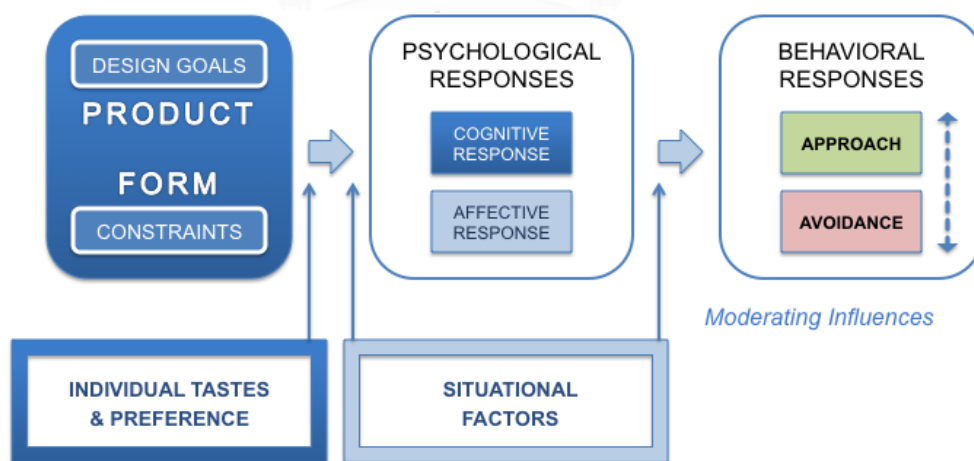 DESIGN GOALS
PRODUCT
FORM
CONSTRAINTS
PSYCHOLOGICAL
RESPONSES
COGNITIVE
RESPONSE
AFFECTIVE
RESPONSE
BEHAVIORAL
RESPONSES
APPROACH
AVOIDANCE
Moderating Influences
INDIVIDUAL TASTES
& PREFERENCE
SITUATIONAL
FACTORS